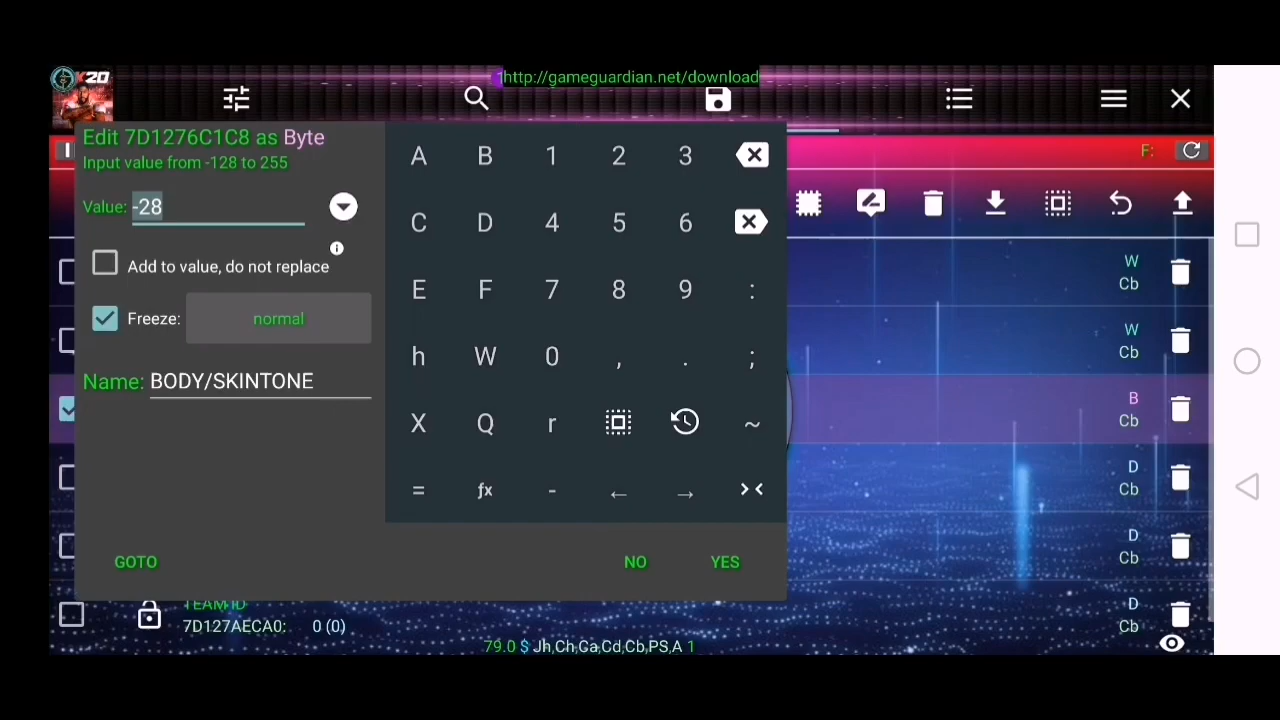 K20
http://gameguardian.net/download
Edit 7D1276C1C8 as Byte
Input value from -128 to 255
Value: -28
Add to value, do not replace
Freeze: normal
Name: BODY/SKINTONE
A B 1 2 3
C D 4 5 6
E F 7 8 9 :
h W 0 , . ;
X Q r ~
= ƒx - ← → ><
GOTO NO YES
F:
W
Cb
W
Cb
B
Cb
D
Cb
D
Cb
D
Cb
TEAM ID
7D127AECA0: 0 (0)
79.0 $ Jh,Ch,Ga,Cd,Cb,PS,A 1